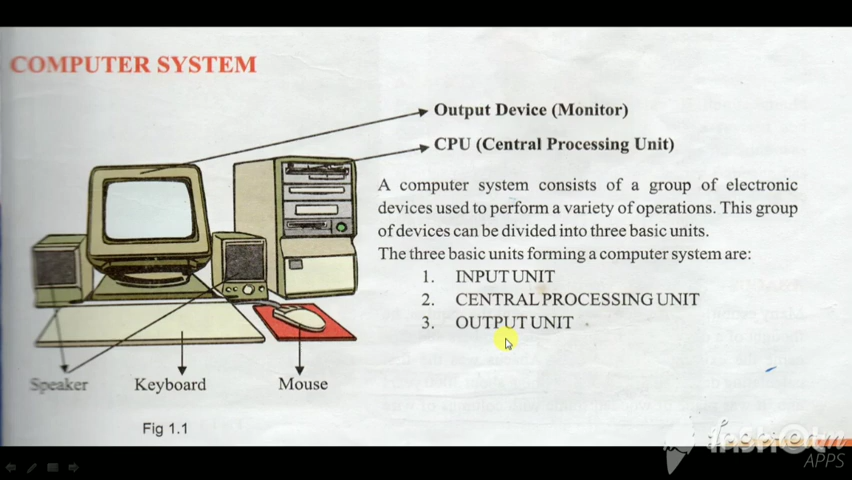 COMPUTER SYSTEM
Output Device (Monitor)
CPU (Central Processing Unit)
A computer system consists of a group of electronic
devices used to perform a variety of operations. This group
of devices can be divided into three basic units.
The three basic units forming a computer system are:
1. INPUT UNIT
2. CENTRAL PROCESSING UNIT
3. OUTPUT UNIT
Speaker
Keyboard
Mouse
Fig 1.1
InShOt
APPS